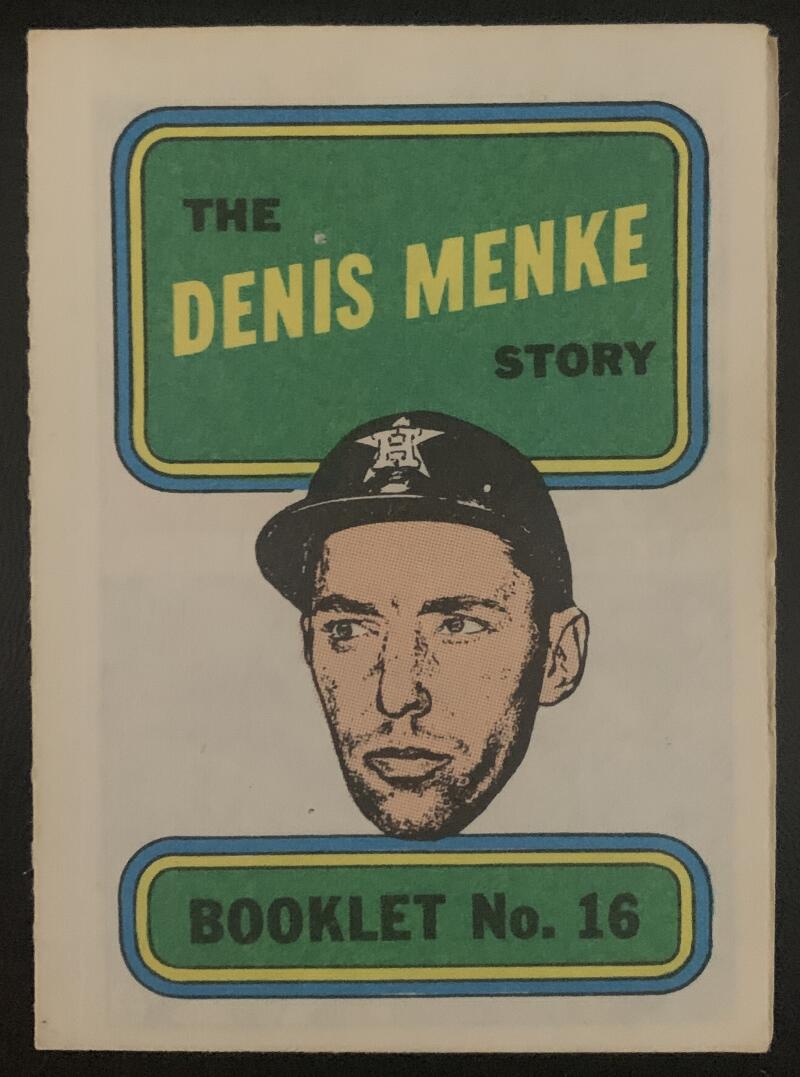 THE
DENIS MENKE
STORY
H
BOOKLET No. 16